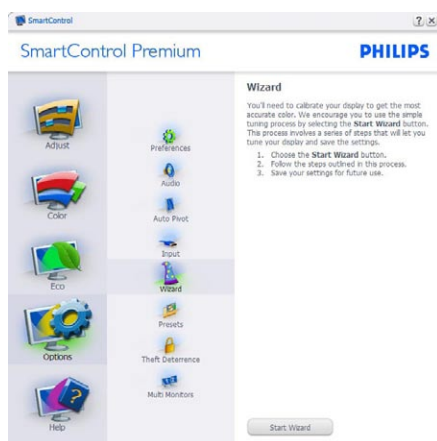 SmartControl
SmartControl Premium
PHILIPS
Adjust
Color
Eco
Options
Help
Preferences
Audio
Auto Pivot
Input
Wizard
Presets
Theft Deterrence
Multi Monitors
Wizard
You'll need to calibrate your display to get the most
accurate color. We encourage you to use the simple
tuning process by selecting the Start Wizard button.
This process involves a series of steps that will let you
tune your display and save the settings.
1. Choose the Start Wizard button.
2. Follow the steps outlined in this process.
3. Save your settings for future use.
Start Wizard